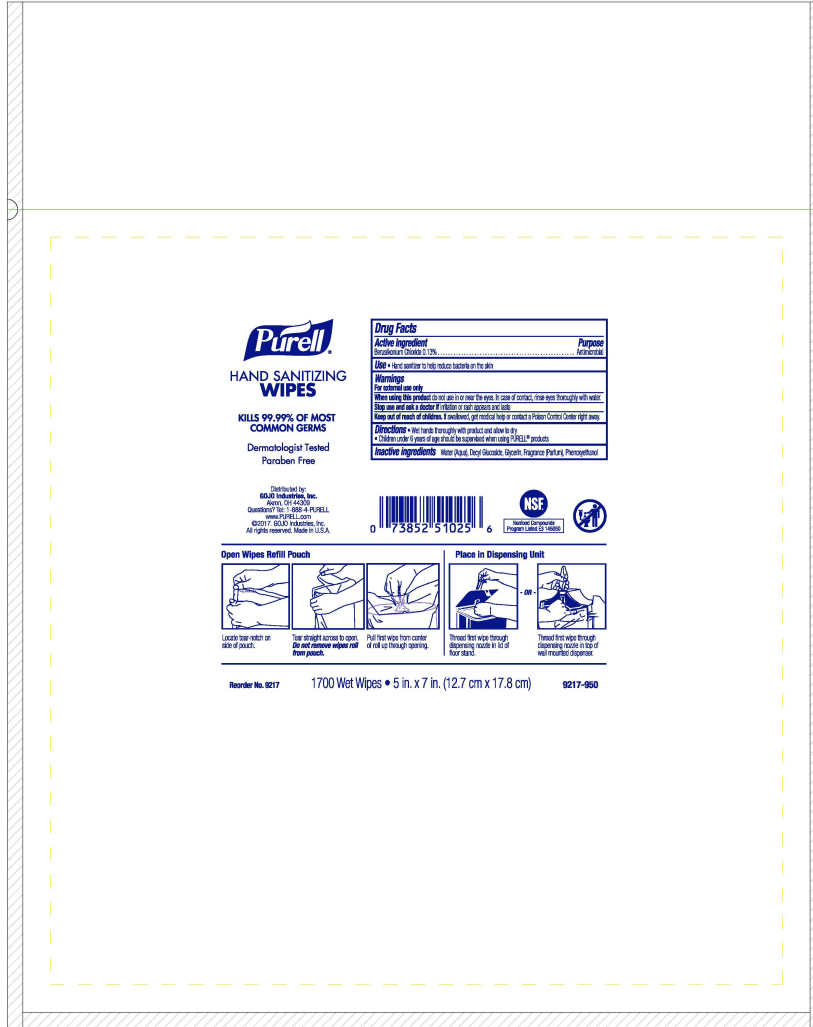 PURELL®
HAND SANITIZING
WIPES
KILLS 99.99% OF MOST
COMMON GERMS
Dermatologist Tested
Paraben Free
Distributed by:
GOJO Industries, Inc.
Akron, OH 44309
Questions? Tel: 1-888-4-PURELL
www.PURELL.com
©2017. GOJO Industries, Inc.
All rights reserved. Made in U.S.A.
Drug Facts
Active Ingredient Purpose
Benzalkonium Chloride 0.13% Antimicrobial
Use • Hand sanitizer to help reduce bacteria on the skin
Warnings
For external use only
When using this product do not use in or near the eyes. In case of contact, rinse eyes thoroughly with water.
Stop use and ask a doctor if irritation or rash appears and lasts
Keep out of reach of children. If swallowed, get medical help or contact a Poison Control Center right away.
Directions • Wet hands thoroughly with product and allow to dry
• Children under 6 years of age should be supervised when using PURELL® products
Inactive ingredients Water (Aqua), Decyl Glucoside, Glycerin, Fragrance (Parfum), Phenoxyethanol
0 73852 51025 6
NSF
Nonfood Compounds
Program Listed E3
Open Wipes Refill Pouch
Locate tear-notch on
side of pouch.
Tear straight across to open.
Do not remove wipes roll
from pouch.
Pull first wipe from center
of roll up through opening.
Place in Dispensing Unit
- OR -
Thread first wipe through
dispensing nozzle in lid of
floor stand.
Thread first wipe through
dispensing nozzle in top of
wall mounted dispenser.
Reorder No. 9217
1700 Wet Wipes • 5 in. x 7 in. (12.7 cm x 17.8 cm)
9217-950